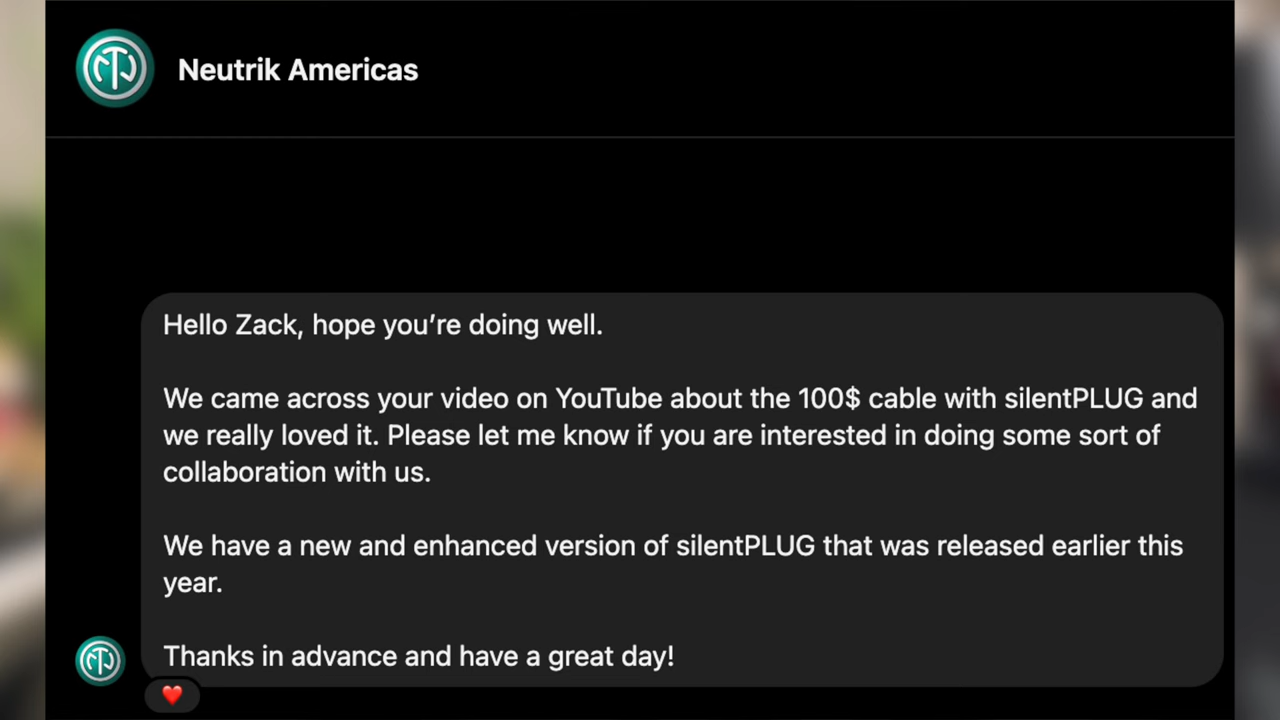 Neutrik Americas
Hello Zack, hope you’re doing well.
We came across your video on YouTube about the 100$ cable with silentPLUG and
we really loved it. Please let me know if you are interested in doing some sort of
collaboration with us.
We have a new and enhanced version of silentPLUG that was released earlier this
year.
Thanks in advance and have a great day!